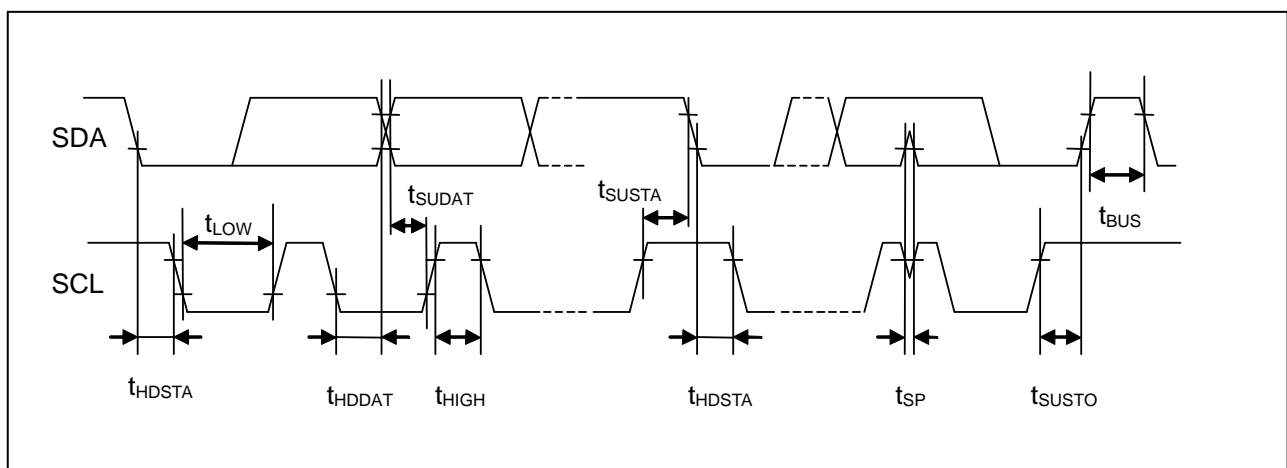 SDA
tSUDAT
tSUSTA
tBUS
tLOW
SCL
tHDSTA
tHDDAT
tHIGH
tHDSTA
tSP
tSUSTO